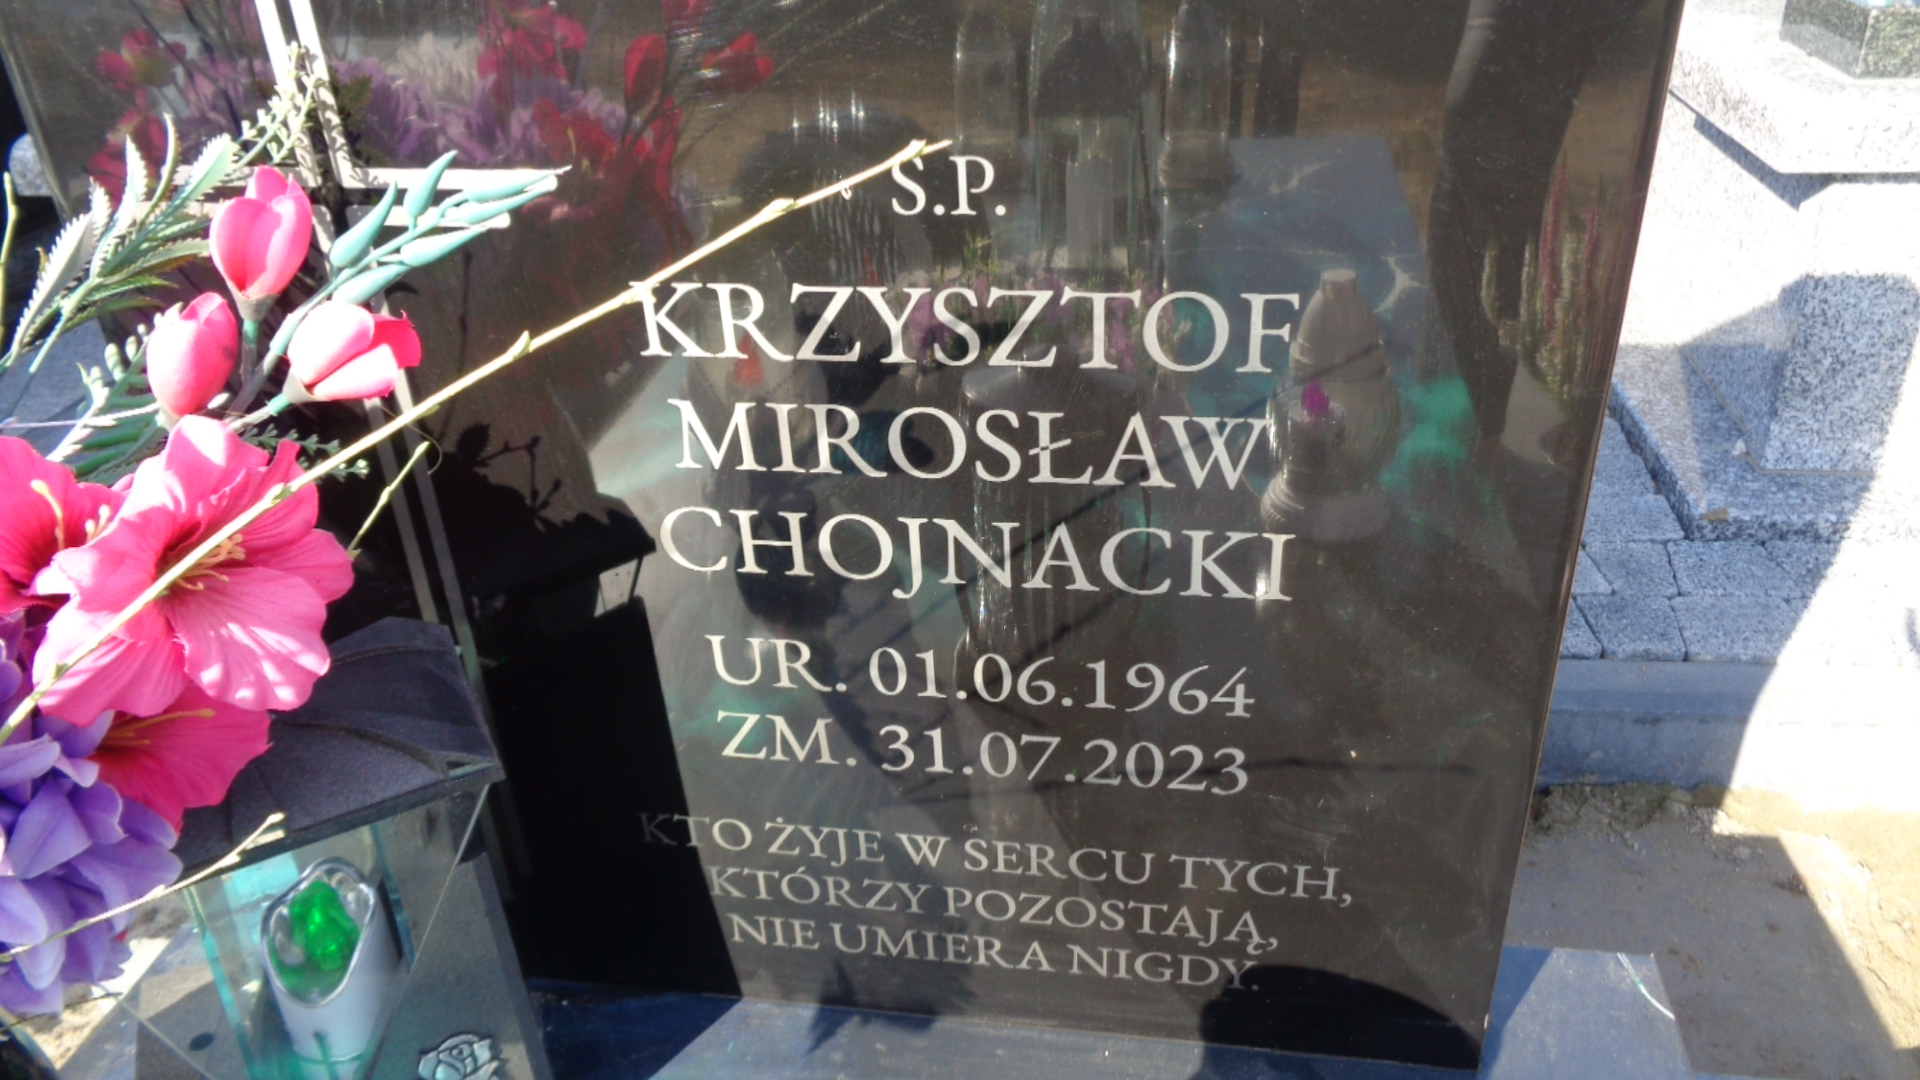 Ś.P.
KRZYSZTOF
MIROSŁAW
CHOJNACKI
UR. 01.06.1964
ZM. 31.07.2023
KTO ŻYJE W SERCU TYCH,
KTÓRZY POZOSTAJĄ,
NIE UMIERA NIGDY.